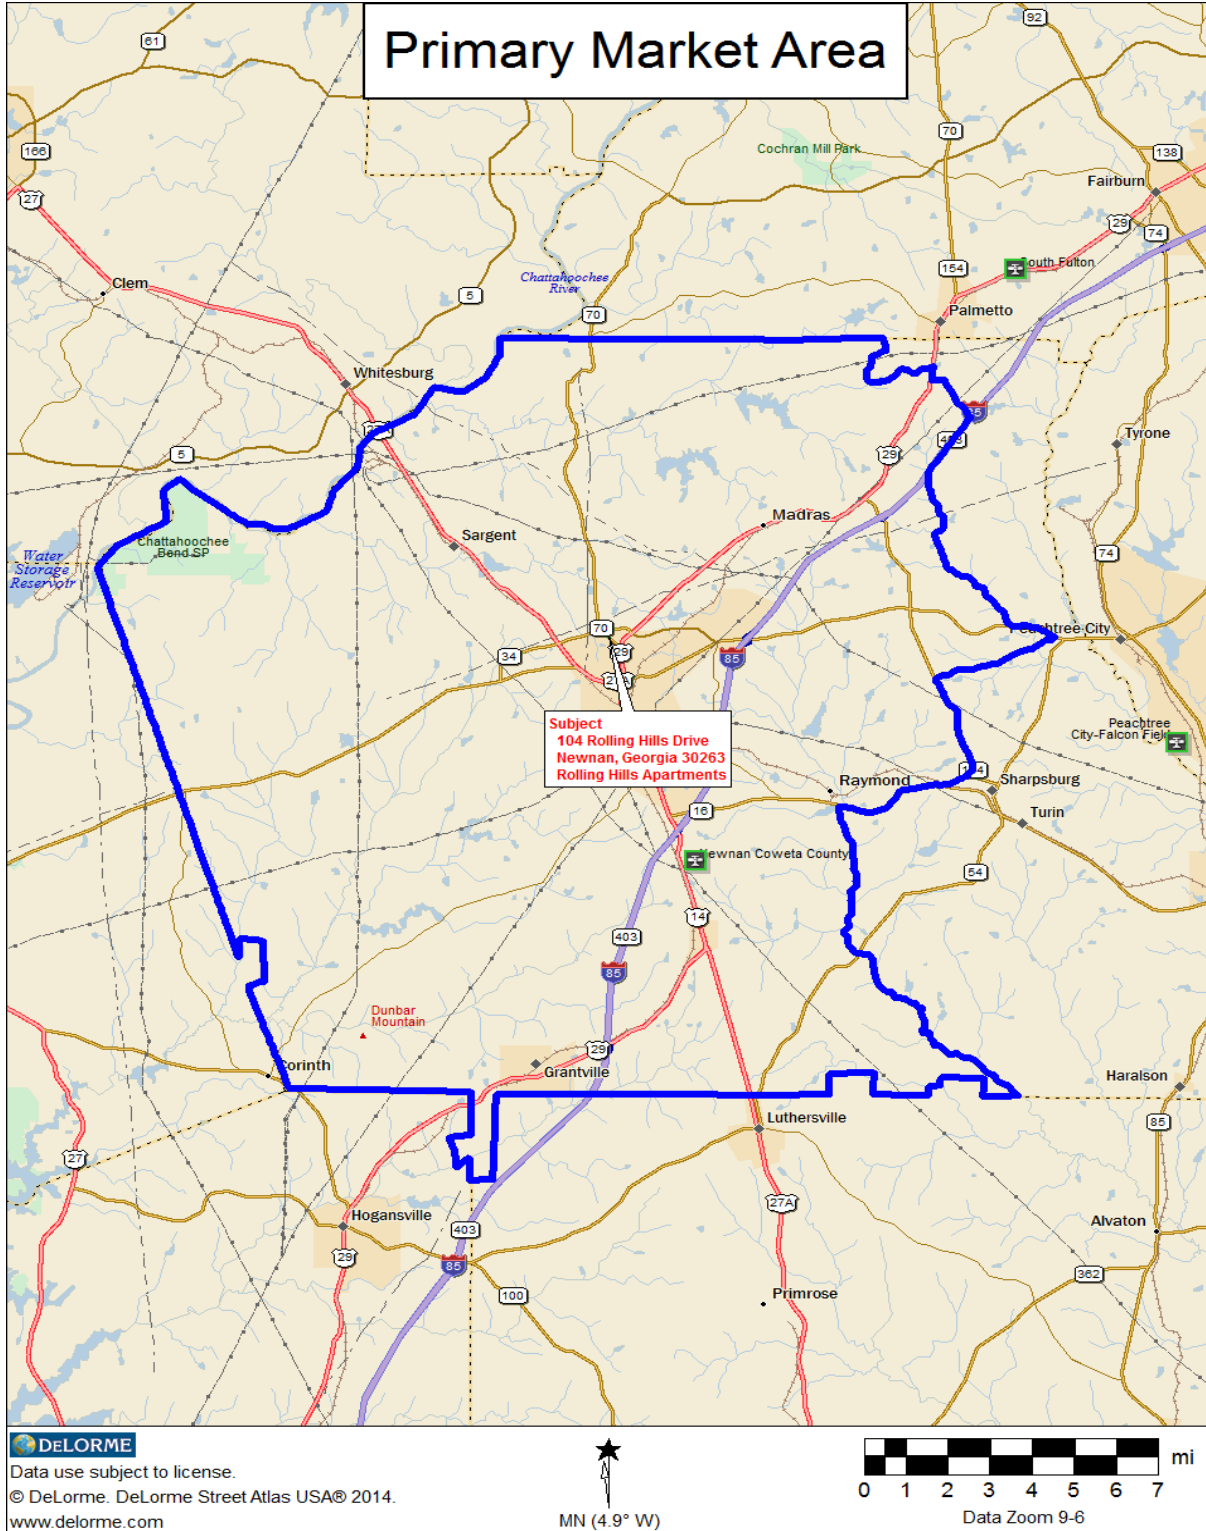 Primary Market Area
61
92
70
166
Cochran Mill Park
138
Fairburn
27
29
74
154
South Fulton
Clem
Chattahoochee
River
5
70
Palmetto
Whitesburg
85
27A
403
Tyrone
5
29
Madras
Sargent
Chattahoochee
Bend SP
Water
Storage
Reservoir
74
70
Peachtree City
34
29
85
27A
Subject
104 Rolling Hills Drive
Newnan, Georgia 30263
Rolling Hills Apartments
Peachtree
City-Falcon Field
Raymond
Sharpsburg
16
Turin
Newnan Coweta County
54
14
403
85
Dunbar
Mountain
29
Corinth
Grantville
Haralson
Luthersville
85
27
27A
Hogansville
403
Alvaton
29
85
362
100
Primrose
DELORME
Data use subject to license.
© DeLorme. DeLorme Street Atlas USA® 2014.
www.delorme.com
MN (4.9° W)
mi
0 1 2 3 4 5 6 7
Data Zoom 9-6